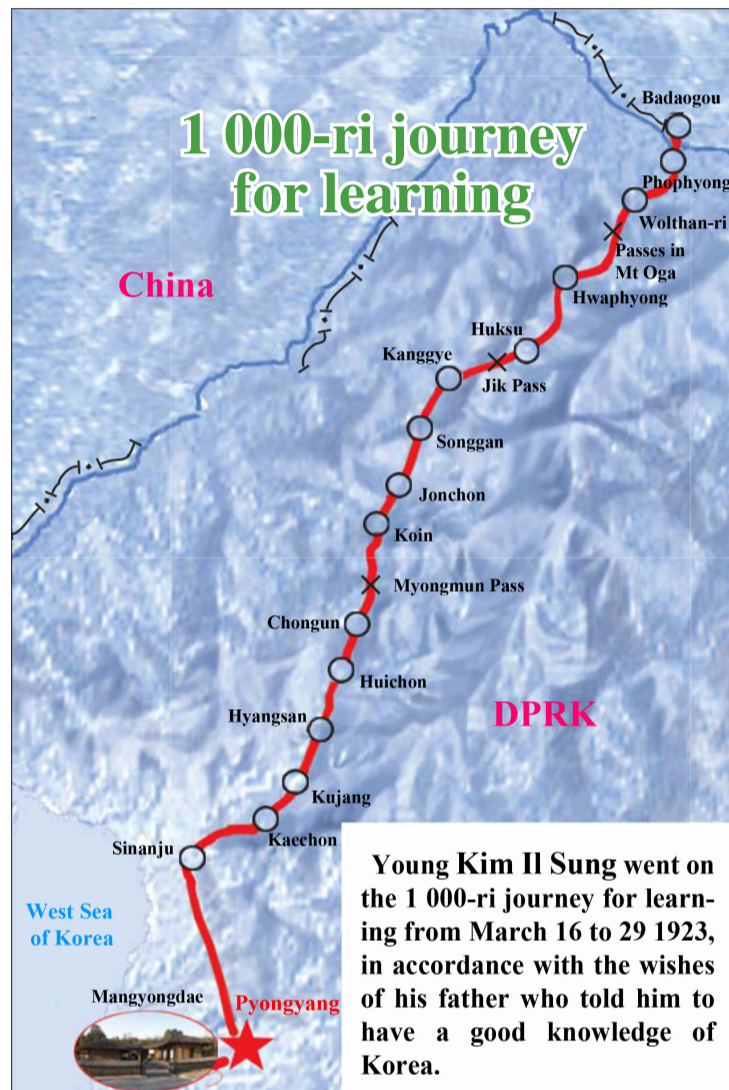 1 000-ri journey
for learning
Badaogou
Phophyong
Wolthan-ri
Passes in
Mt Oga
China
Hwaphyong
Huksu
Kanggye
Jik Pass
Songgan
Jonchon
Koin
Myongmun Pass
Chongun
Huichon
Hyangsan
DPRK
Kujang
Kaechon
Sinanju
West Sea
of Korea
Mangyongdae
Pyongyang
Young Kim Il Sung went on
the 1 000-ri journey for learn-
ing from March 16 to 29 1923,
in accordance with the wishes
of his father who told him to
have a good knowledge of
Korea.